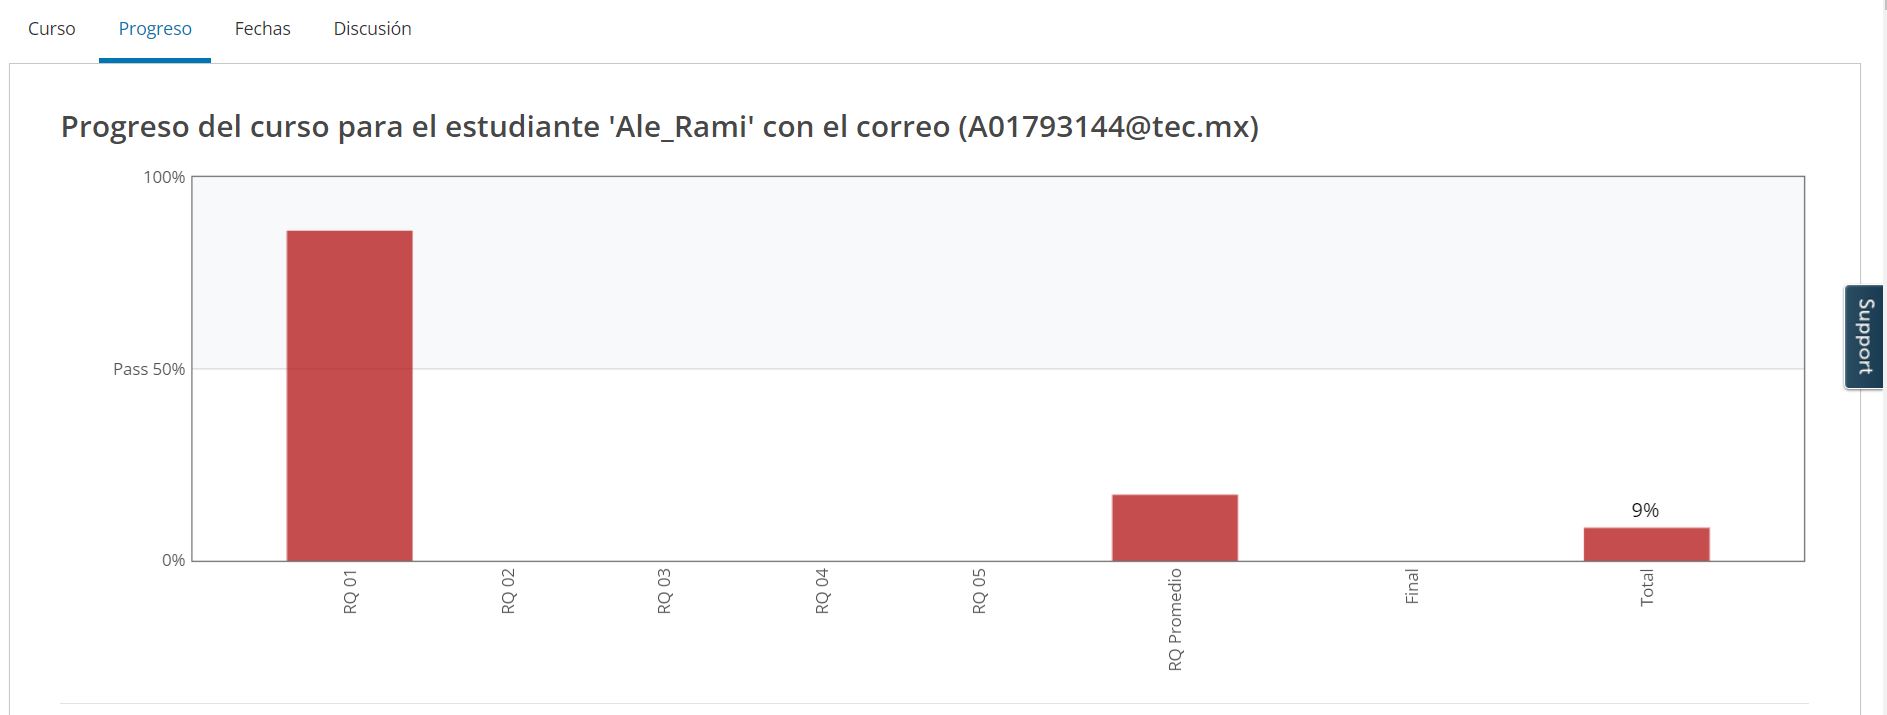 Curso Progreso Fechas Discusión
Progreso del curso para el estudiante 'Ale_Rami' con el correo (A01793144@tec.mx)
100%
Pass 50%
0%
9%
RQ 01
RQ 02
RQ 03
RQ 04
RQ 05
RQ Promedio
Final
Total
Support